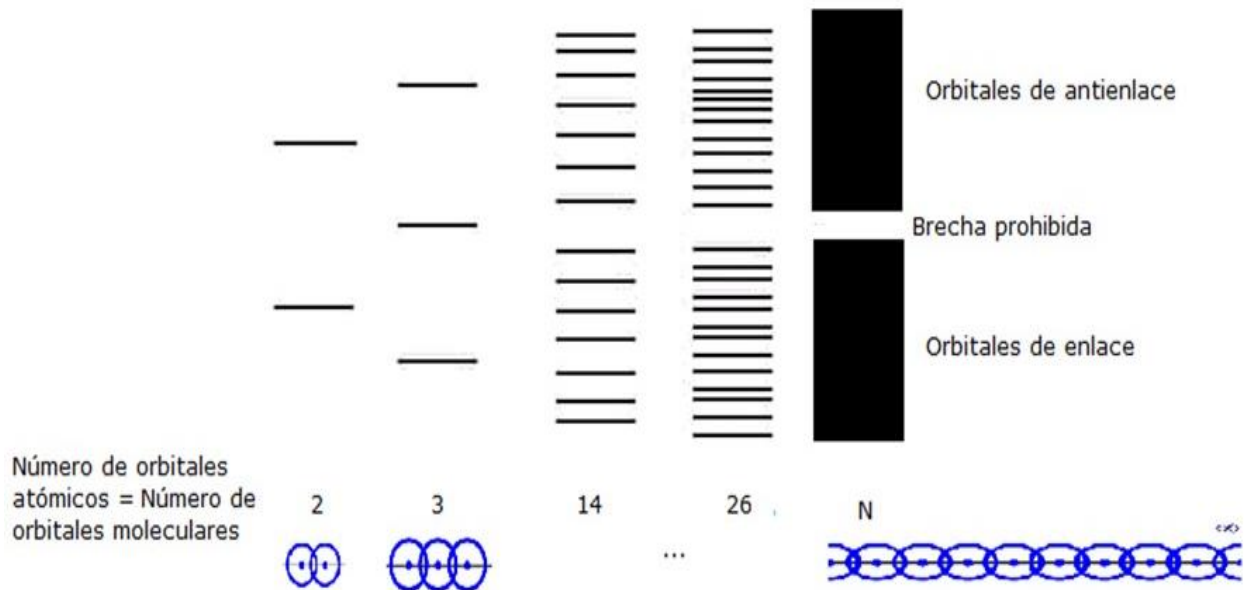 Orbitales de antienlace
Brecha prohibida
Orbitales de enlace
Número de orbitales
atómicos = Número de
orbitales moleculares
2
3
14
26
N
...